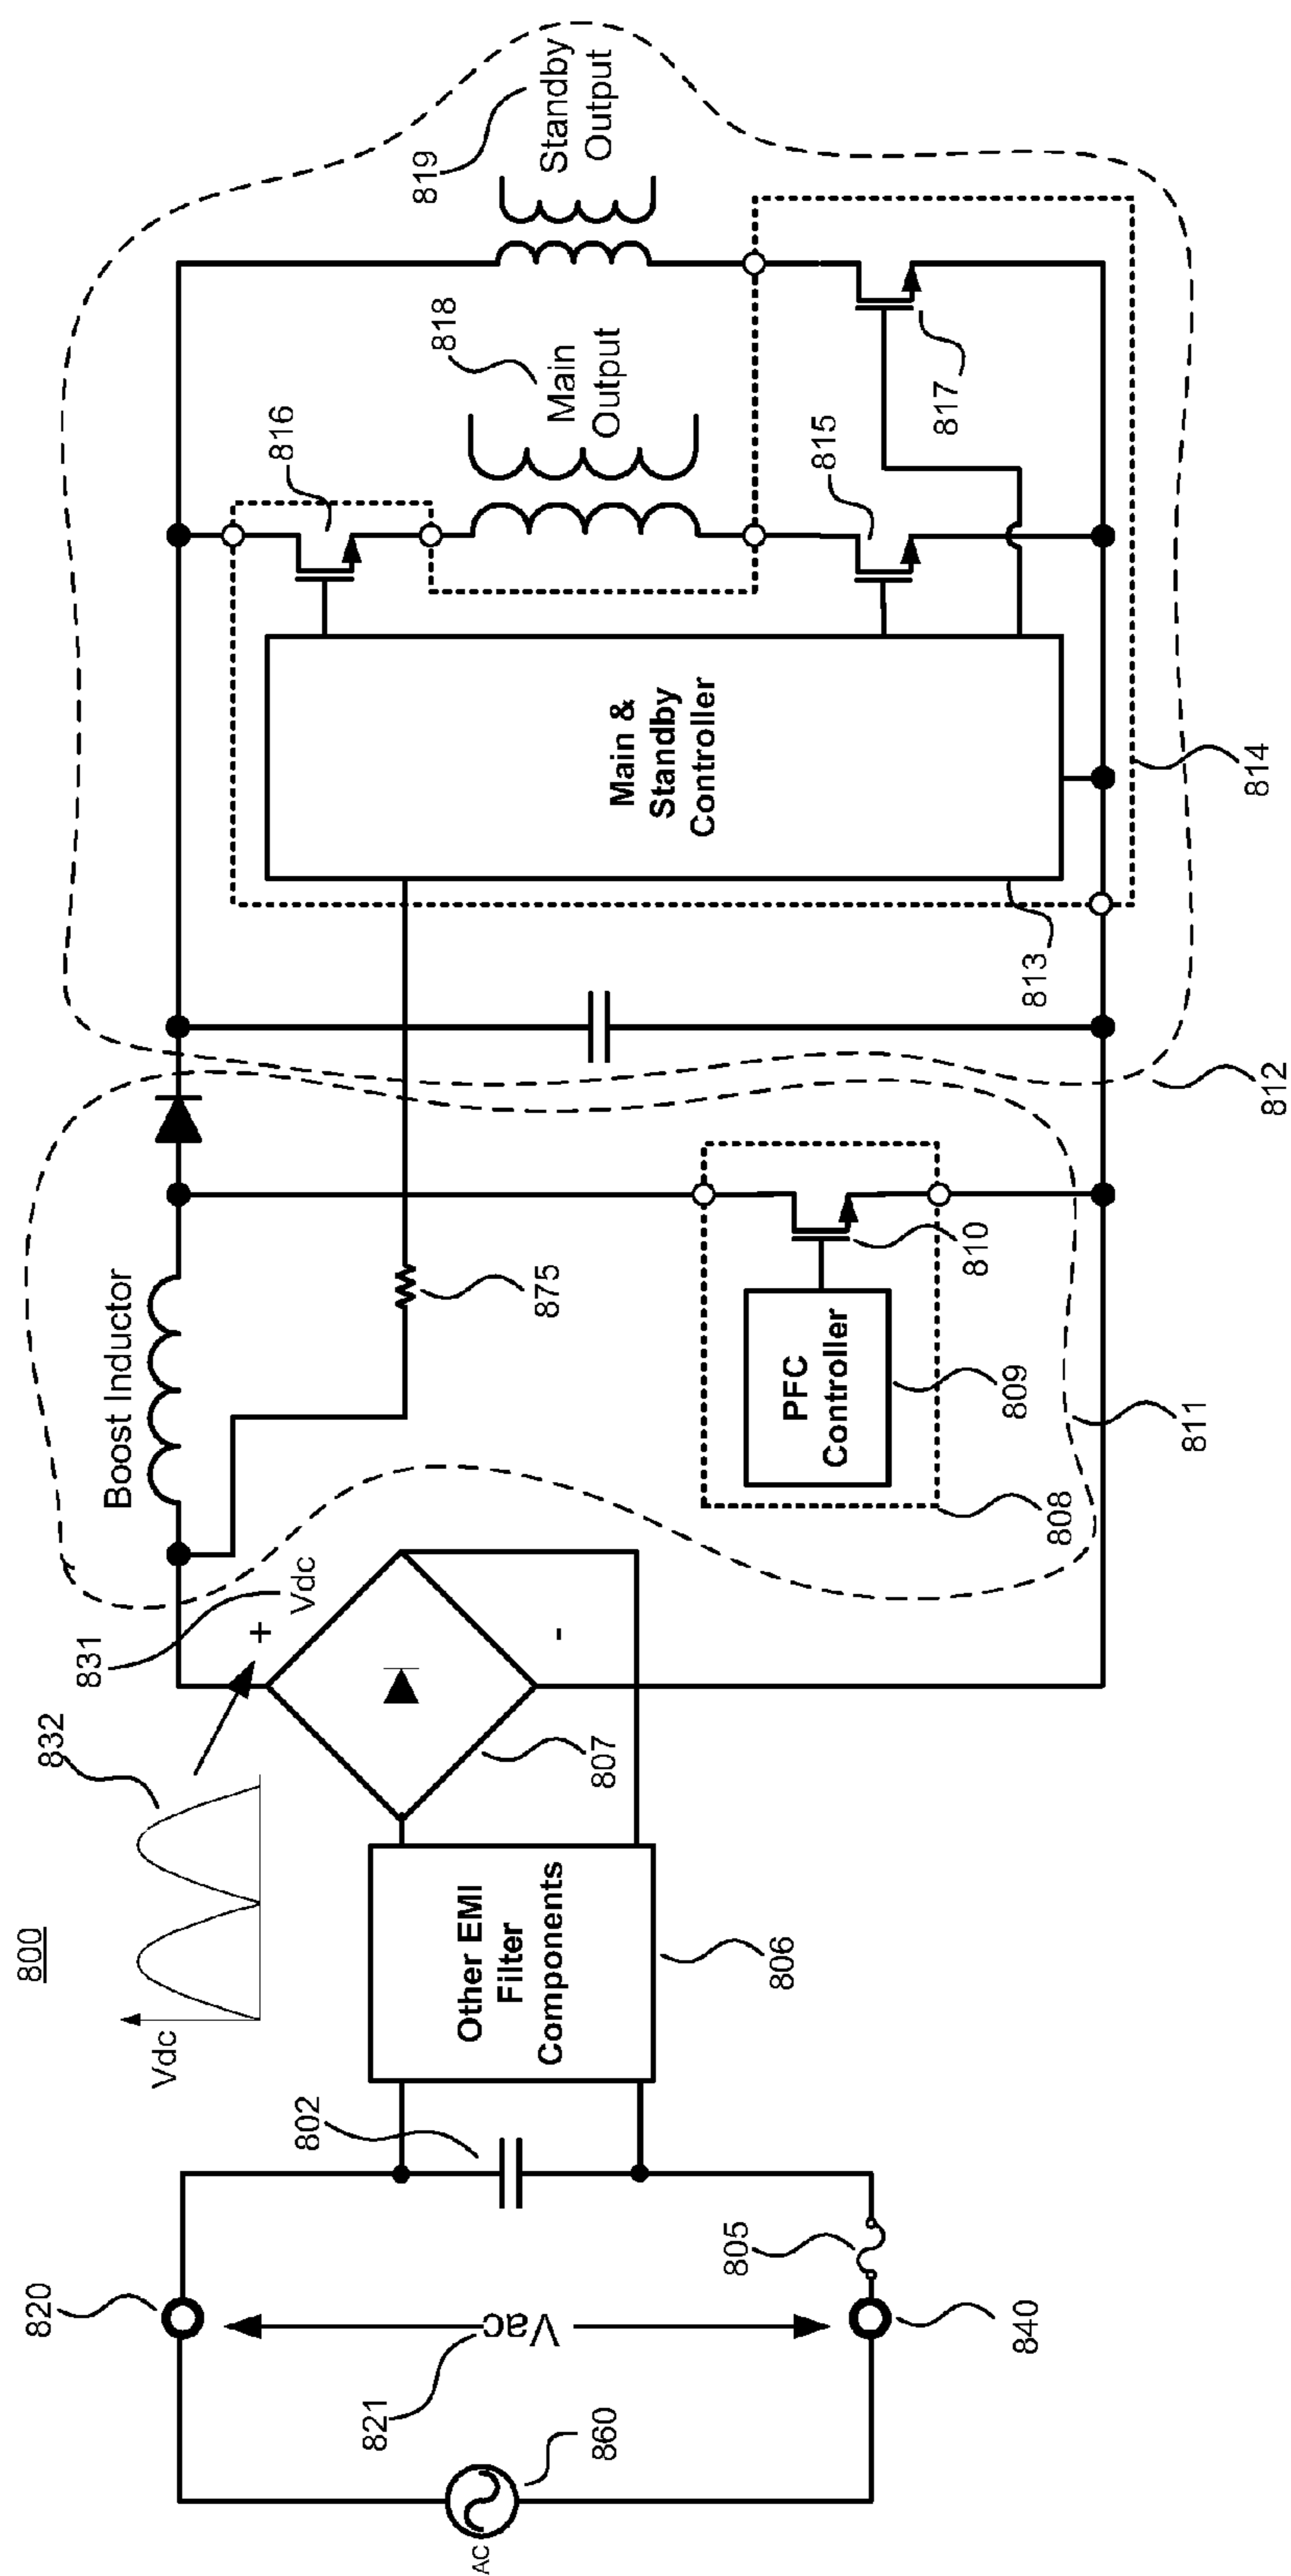 800
832
831
Vdc
Vdc
+
-
Boost Inductor
820
821
Vac
AC
860
840
805
802
Other EMI
Filter
Components
806
807
875
PFC
Controller
809
810
808
811
812
813
Main &
Standby
Controller
814
816
815
817
818
Main
Output
819
Standby
Output